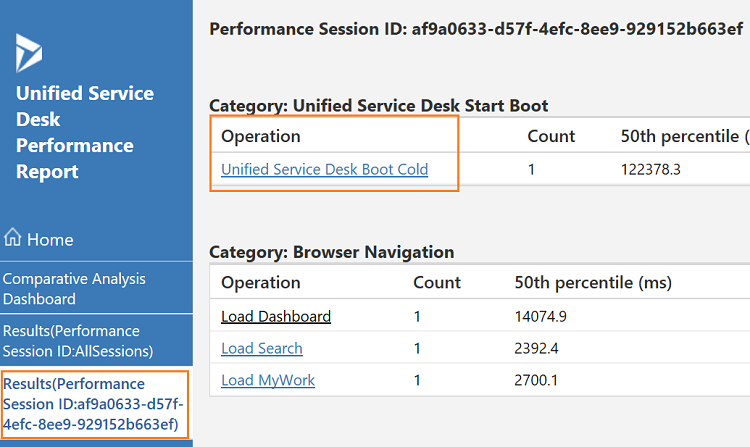 Unified Service
Desk
Performance
Report
Home
Comparative Analysis
Dashboard
Results(Performance
Session ID:AllSessions)
Results(Performance
Session ID:af9a0633-d57f-
4efc-8ee9-929152b663ef)
Performance Session ID: af9a0633-d57f-4efc-8ee9-929152b663ef
Category: Unified Service Desk Start Boot
Operation Count 50th percentile (
Unified Service Desk Boot Cold 1 122378.3
Category: Browser Navigation
Operation Count 50th percentile (ms)
Load Dashboard 1 14074.9
Load Search 1 2392.4
Load MyWork 1 2700.1